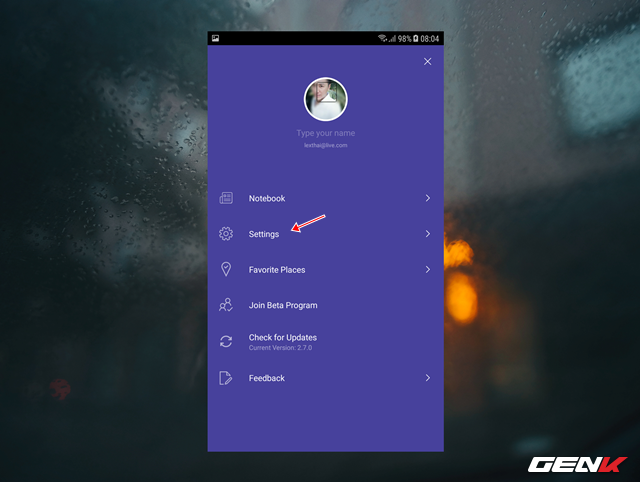 98% 08:04
Type your name
lexthai@live.com
Notebook
Settings
Favorite Places
Join Beta Program
Check for Updates
Current Version: 2.7.0
Feedback
GENK